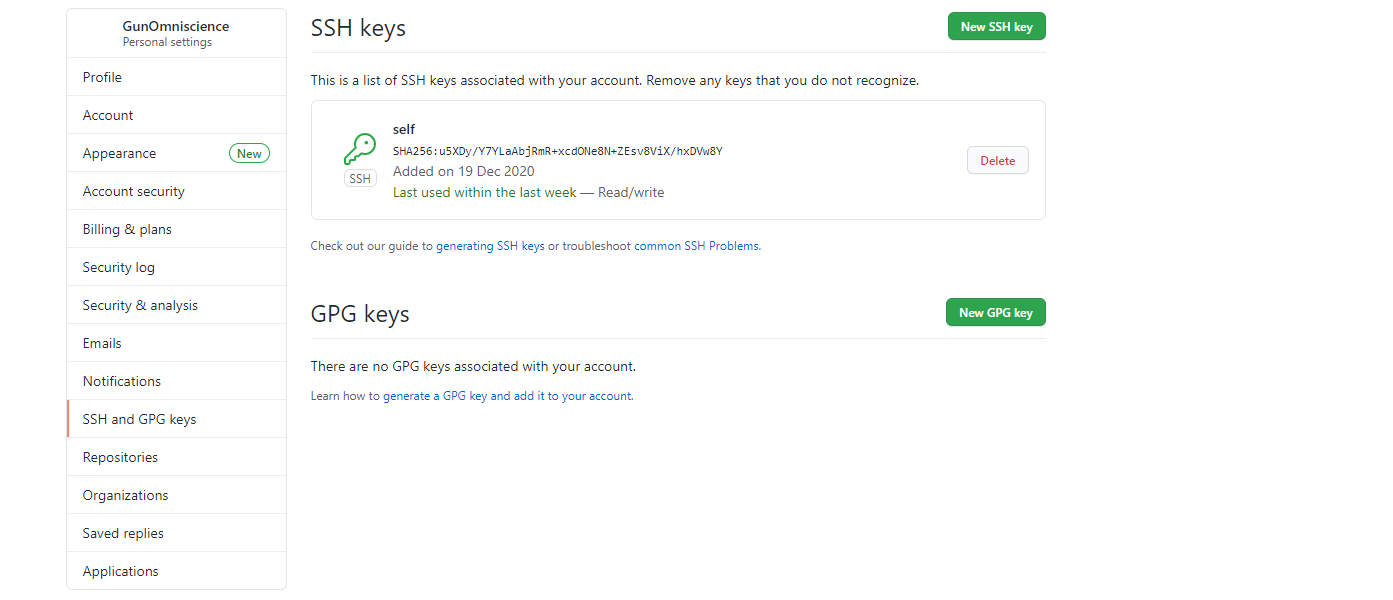 GunOmniscience
Personal settings
Profile
Account
Appearance New
Account security
Billing & plans
Security log
Security & analysis
Emails
Notifications
SSH and GPG keys
Repositories
Organizations
Saved replies
Applications
SSH keys
New SSH key
This is a list of SSH keys associated with your account. Remove any keys that you do not recognize.
SSH
self
SHA256:u5XDy/Y7YLaAbjRmR+xcdONe8N+ZEsv8ViX/hxDVw8Y
Added on 19 Dec 2020
Last used within the last week — Read/write
Delete
Check out our guide to generating SSH keys or troubleshoot common SSH Problems.
GPG keys
New GPG key
There are no GPG keys associated with your account.
Learn how to generate a GPG key and add it to your account.